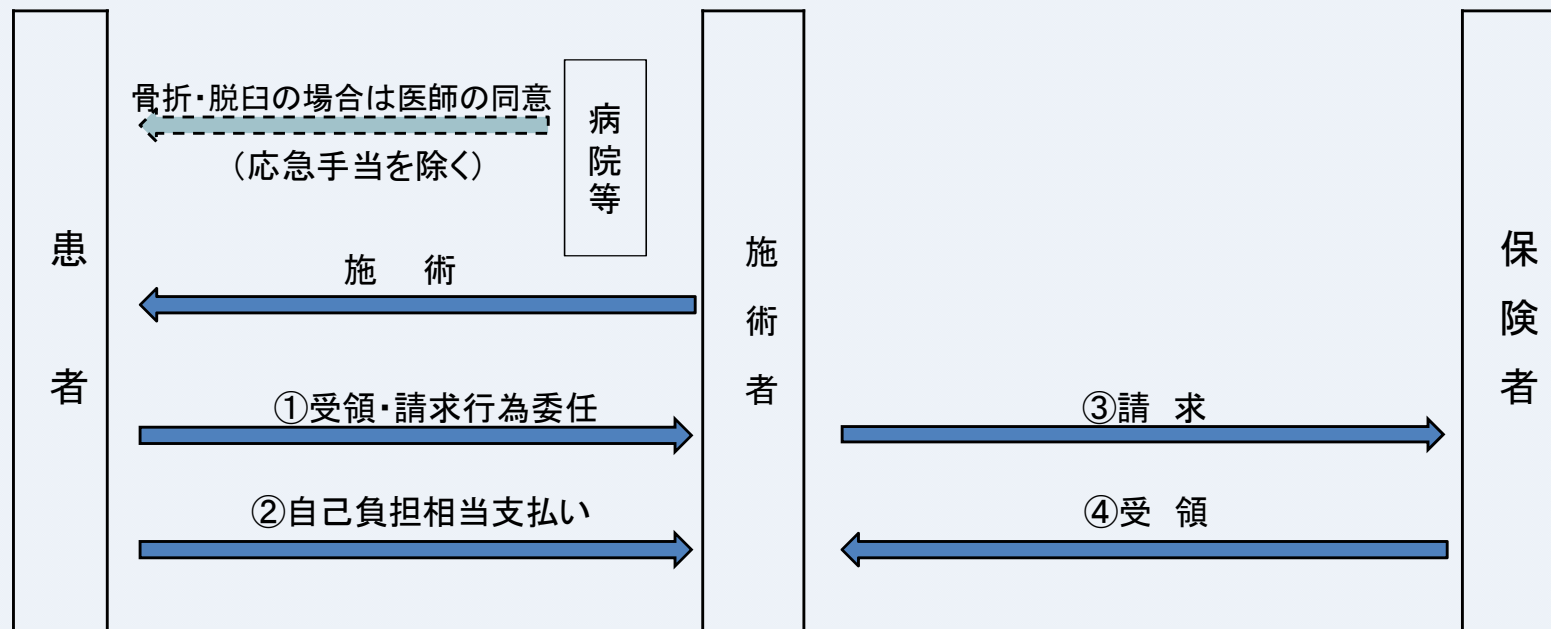 患者
骨折・脱臼の場合は医師の同意
（応急手当を除く）
病院等
施 術
①受領・請求行為委任
②自己負担相当支払い
施術者
③請 求
④受 領
保険者